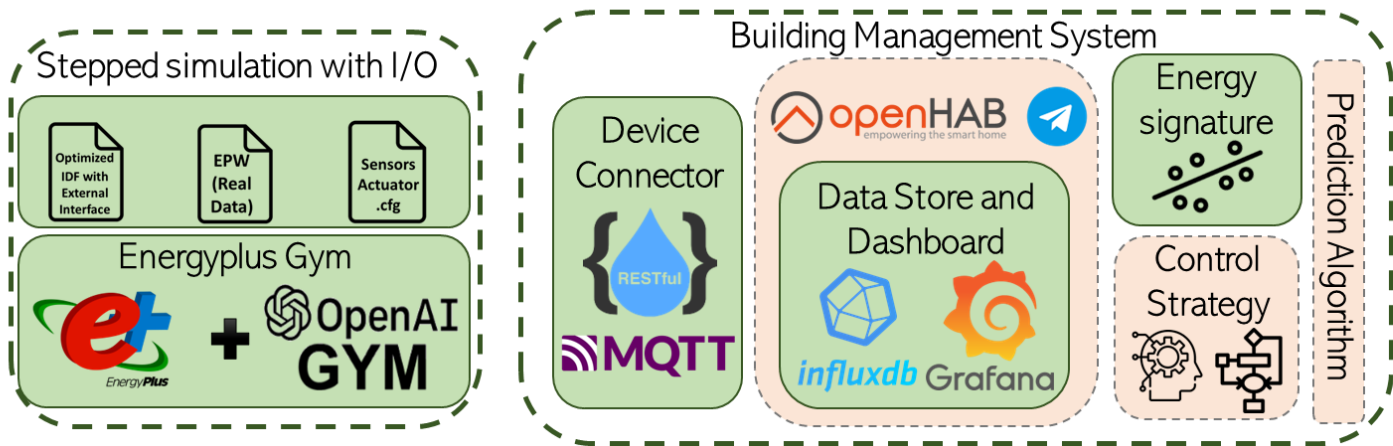 Stepped simulation with I/O
Optimized
IDF with
External
Interface
EPW
(Real
Data)
Sensors
Actuator
.cfg
Energyplus Gym
e+
EnergyPlus
+
OpenAI
GYM
Building Management System
Device
Connector
{ RESTful }
MQTT
openHAB
empowering the smart home
Data Store and
Dashboard
influxdb
Grafana
Energy
signature
Control
Strategy
Prediction Algorithm